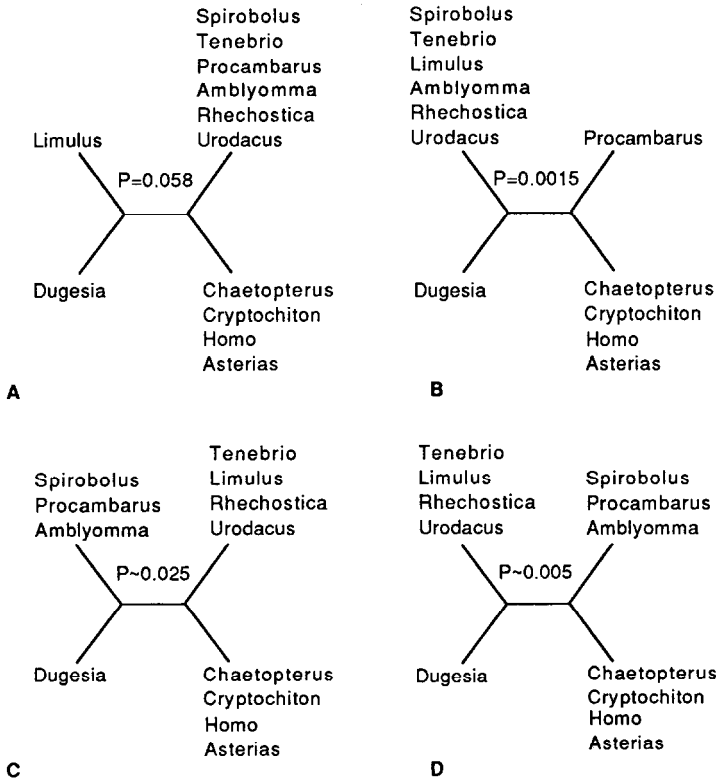 Spirobolus
Tenebrio
Procambarus
Amblyomma
Rhechostica
Urodacus
Limulus
P=0.058
Dugesia
Chaetopterus
Cryptochiton
Homo
Asterias
A
Spirobolus
Tenebrio
Limulus
Amblyomma
Rhechostica
Urodacus
Procambarus
P=0.0015
Dugesia
Chaetopterus
Cryptochiton
Homo
Asterias
B
Spirobolus
Procambarus
Amblyomma
Tenebrio
Limulus
Rhechostica
Urodacus
P~0.025
Dugesia
Chaetopterus
Cryptochiton
Homo
Asterias
C
Tenebrio
Limulus
Rhechostica
Urodacus
Spirobolus
Procambarus
Amblyomma
P~0.005
Dugesia
Chaetopterus
Cryptochiton
Homo
Asterias
D